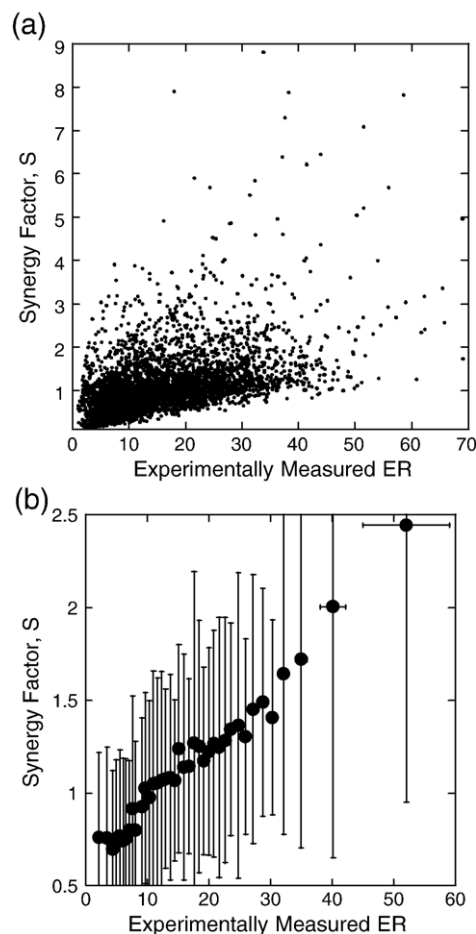 (a)
9
8
7
6
5
4
3
2
1
Synergy Factor, S
0 10 20 30 40 50 60 70
Experimentally Measured ER
(b)
2.5
2
1.5
1
0.5
Synergy Factor, S
0 10 20 30 40 50 60
Experimentally Measured ER